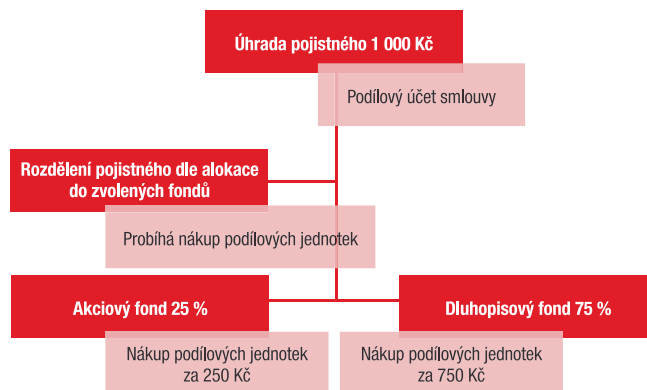 Úhrada pojistného 1 000 Kč
Podílový účet smlouvy
Rozdělení pojistného dle alokace
do zvolených fondů
Probíhá nákup podílových jednotek
Akciový fond 25 %
Dluhopisový fond 75 %
Nákup podílových jednotek
za 250 Kč
Nákup podílových jednotek
za 750 Kč